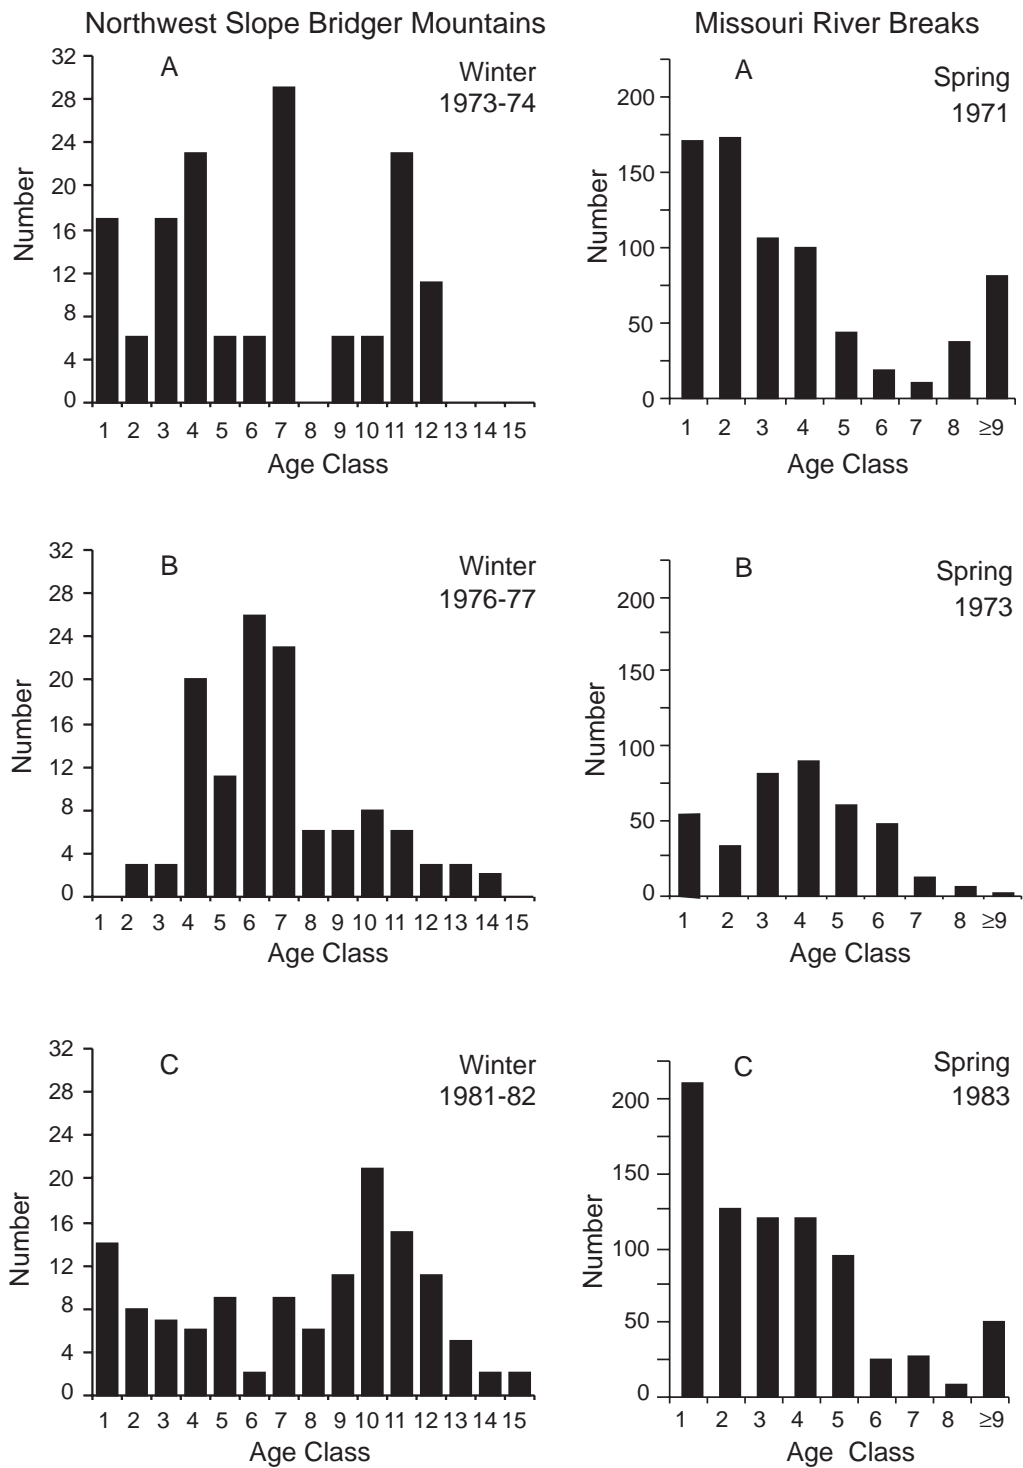 Northwest Slope Bridger Mountains
A
Winter
1973-74
32
28
24
20
16
12
8
4
0
Number
1 2 3 4 5 6 7 8 9 10 11 12 13 14 15
Age Class
Missouri River Breaks
A
Spring
1971
200
150
100
50
0
Number
1 2 3 4 5 6 7 8 ≥9
Age Class
B
Winter
1976-77
32
28
24
20
16
12
8
4
0
Number
1 2 3 4 5 6 7 8 9 10 11 12 13 14 15
Age Class
B
Spring
1973
200
150
100
50
0
Number
1 2 3 4 5 6 7 8 ≥9
Age Class
C
Winter
1981-82
32
28
24
20
16
12
8
4
0
Number
1 2 3 4 5 6 7 8 9 10 11 12 13 14 15
Age Class
C
Spring
1983
200
150
100
50
0
Number
1 2 3 4 5 6 7 8 ≥9
Age Class